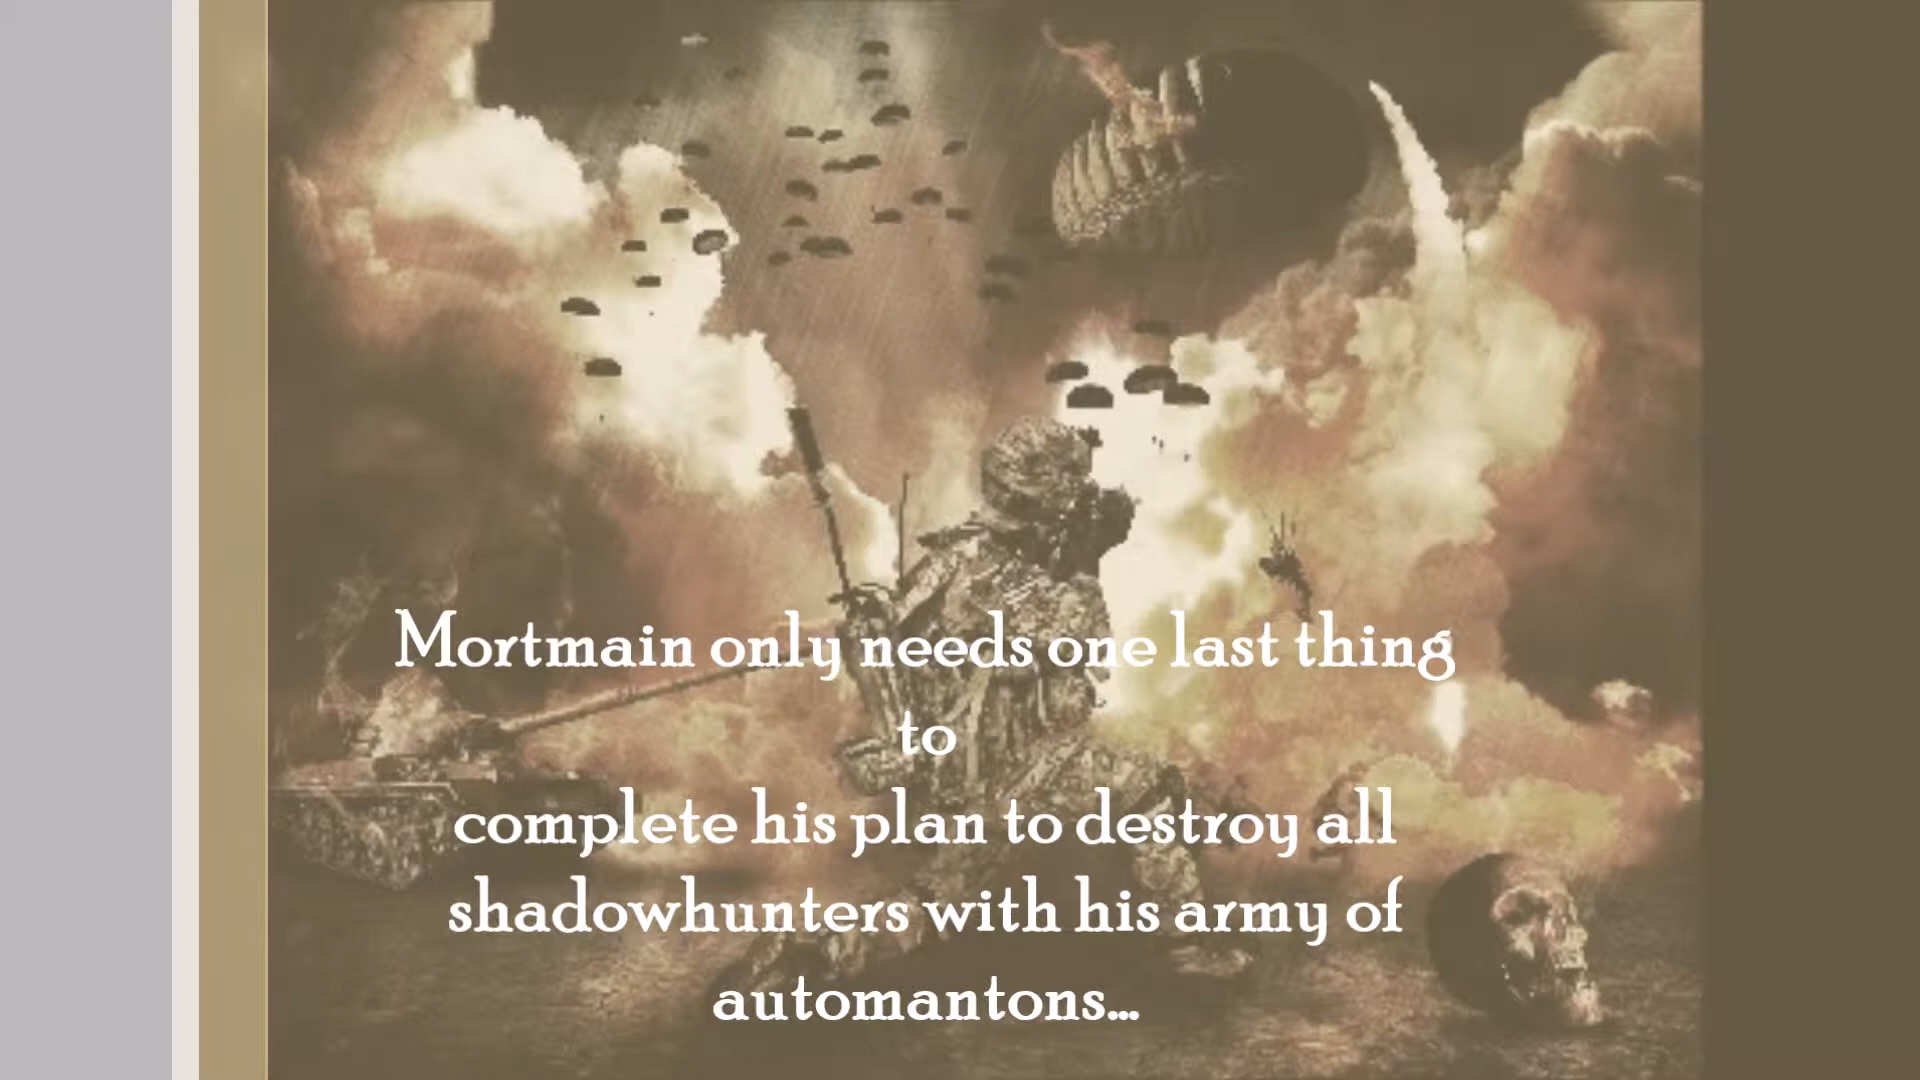 Mortmain only needs one last thing
to
complete his plan to destroy all
shadowhunters with his army of
automantons...